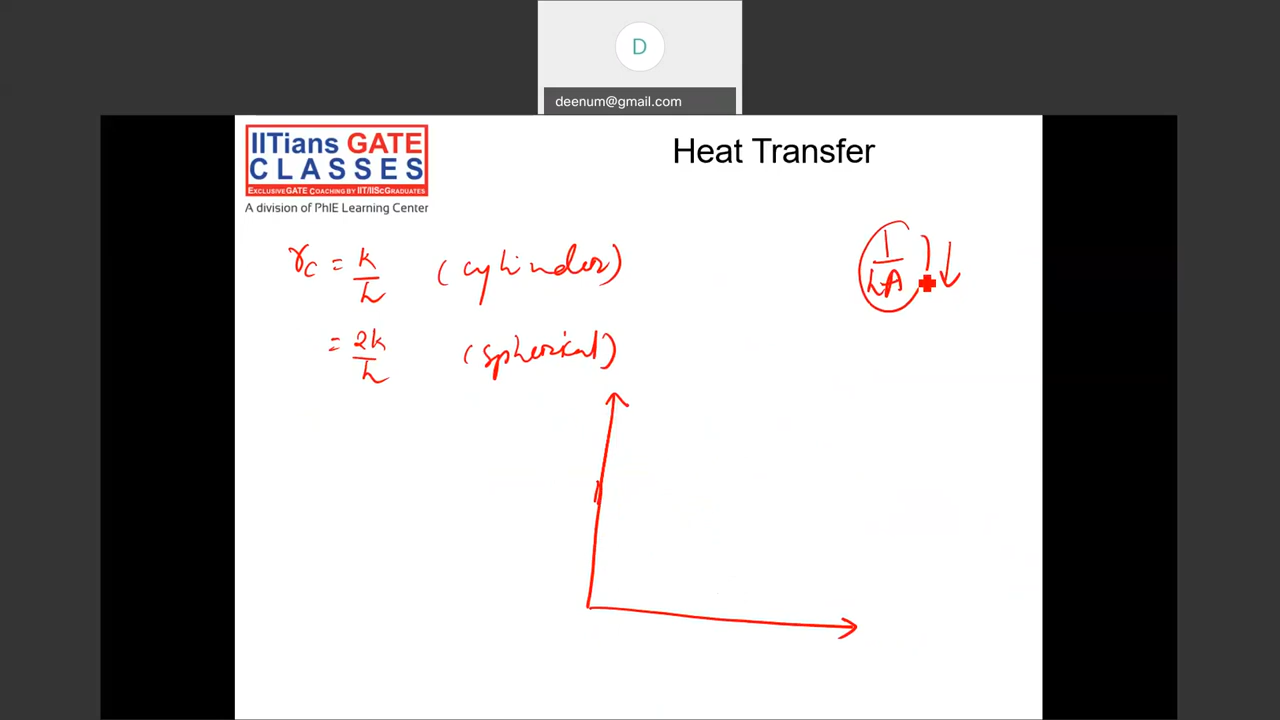 D
deenum@gmail.com
IITians GATE
CLASSES
EXCLUSIVE GATE COACHING BY IIT/IISc GRADUATES
A division of PhIE Learning Center
Heat Transfer
r_c = k/h (cylinder)
= 2k/h (spherical)
1/hA ↓